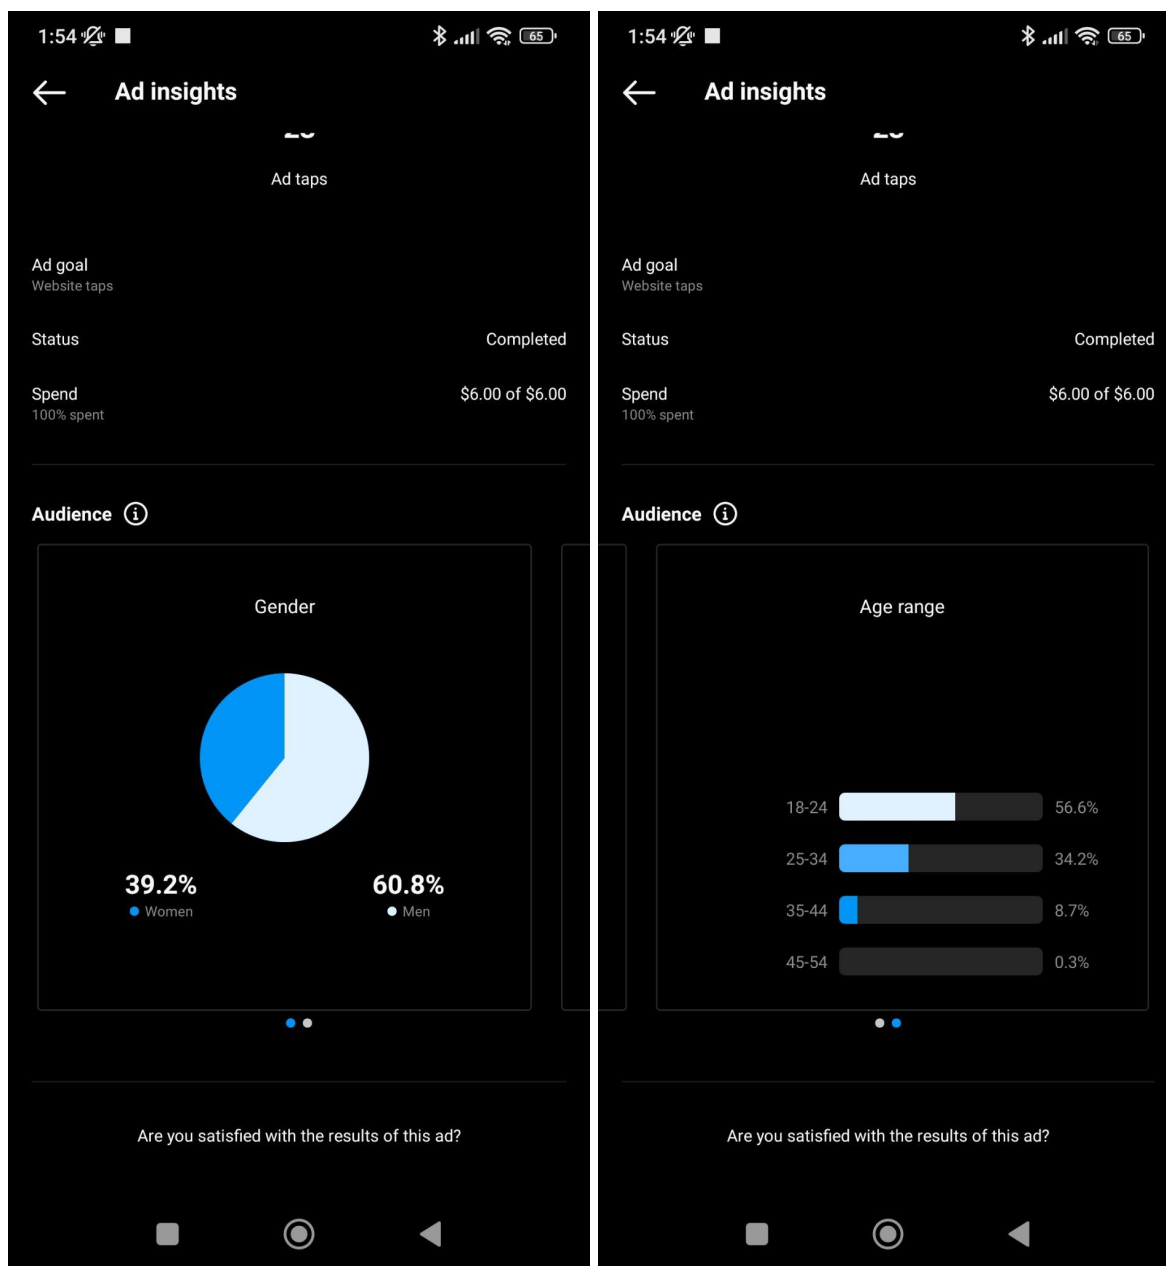 1:54
65
Ad insights
Ad taps
Ad goal
Website taps
Status Completed
Spend $6.00 of $6.00
100% spent
Audience
Gender
39.2% 60.8%
Women Men
Are you satisfied with the results of this ad?
1:54
65
Ad insights
Ad taps
Ad goal
Website taps
Status Completed
Spend $6.00 of $6.00
100% spent
Audience
Age range
18-24 56.6%
25-34 34.2%
35-44 8.7%
45-54 0.3%
Are you satisfied with the results of this ad?